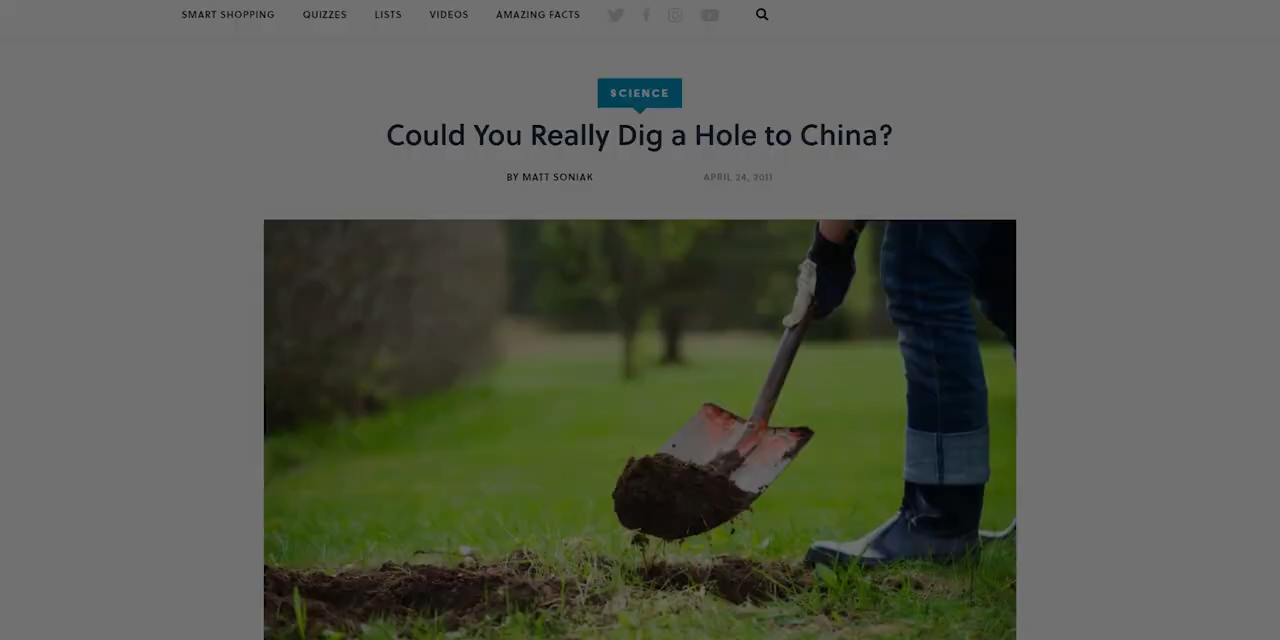 SMART SHOPPING QUIZZES LISTS VIDEOS AMAZING FACTS
SCIENCE
Could You Really Dig a Hole to China?
BY MATT SONIAK APRIL 24, 2011